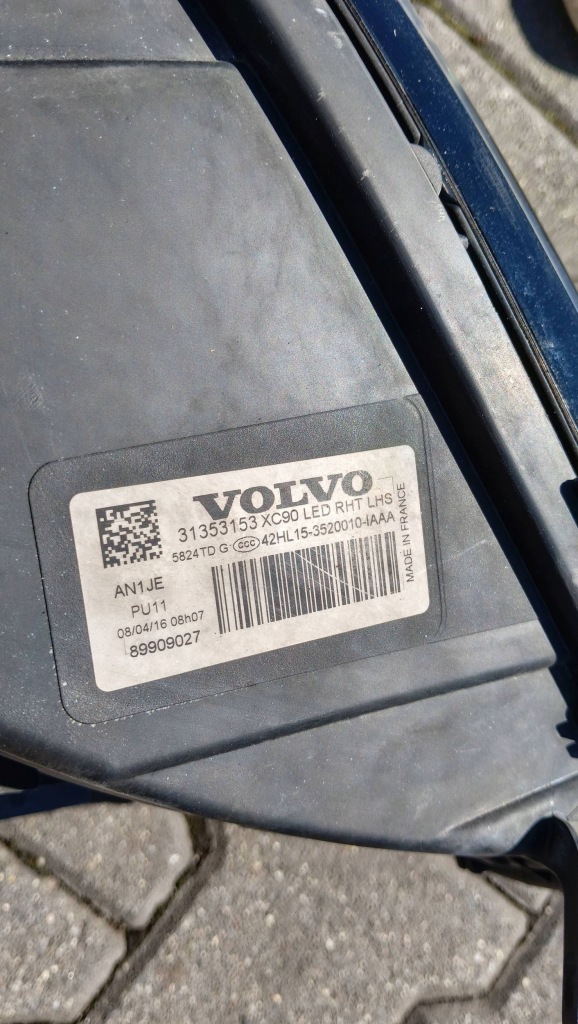 VOLVO
31353153 XC90 LED RHT LHS
5824TD G CCC 42HL15-3520010-IAAA
MADE IN FRANCE
AN1JE
PU11
08/04/16 08h07
89909027